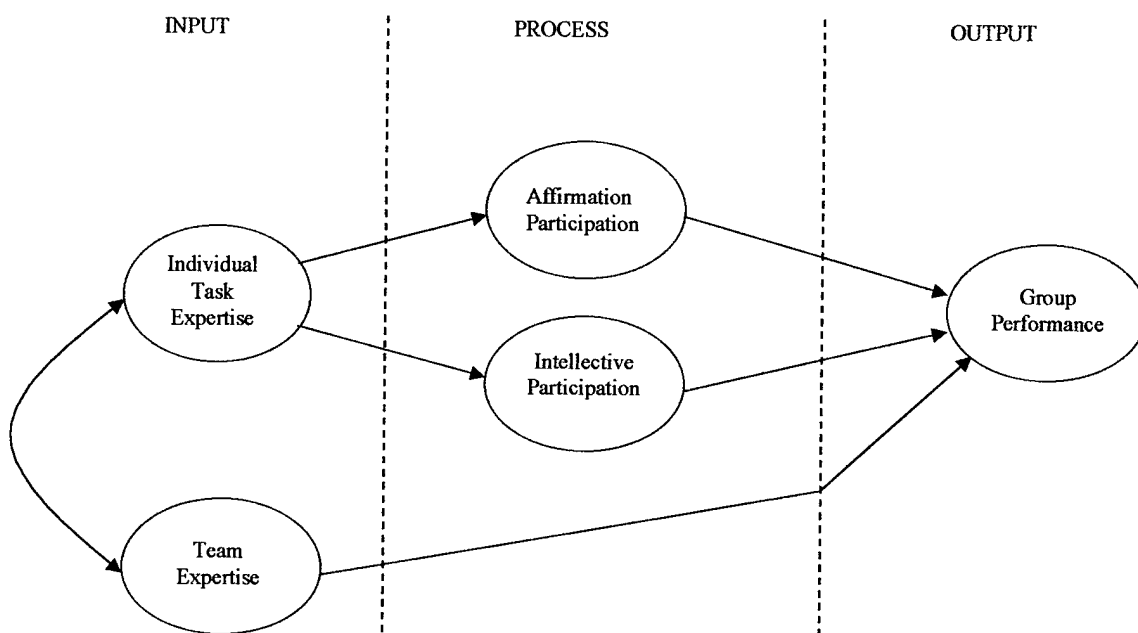 INPUT
PROCESS
OUTPUT
Affirmation
Participation
Individual
Task
Expertise
Group
Performance
Intellective
Participation
Team
Expertise